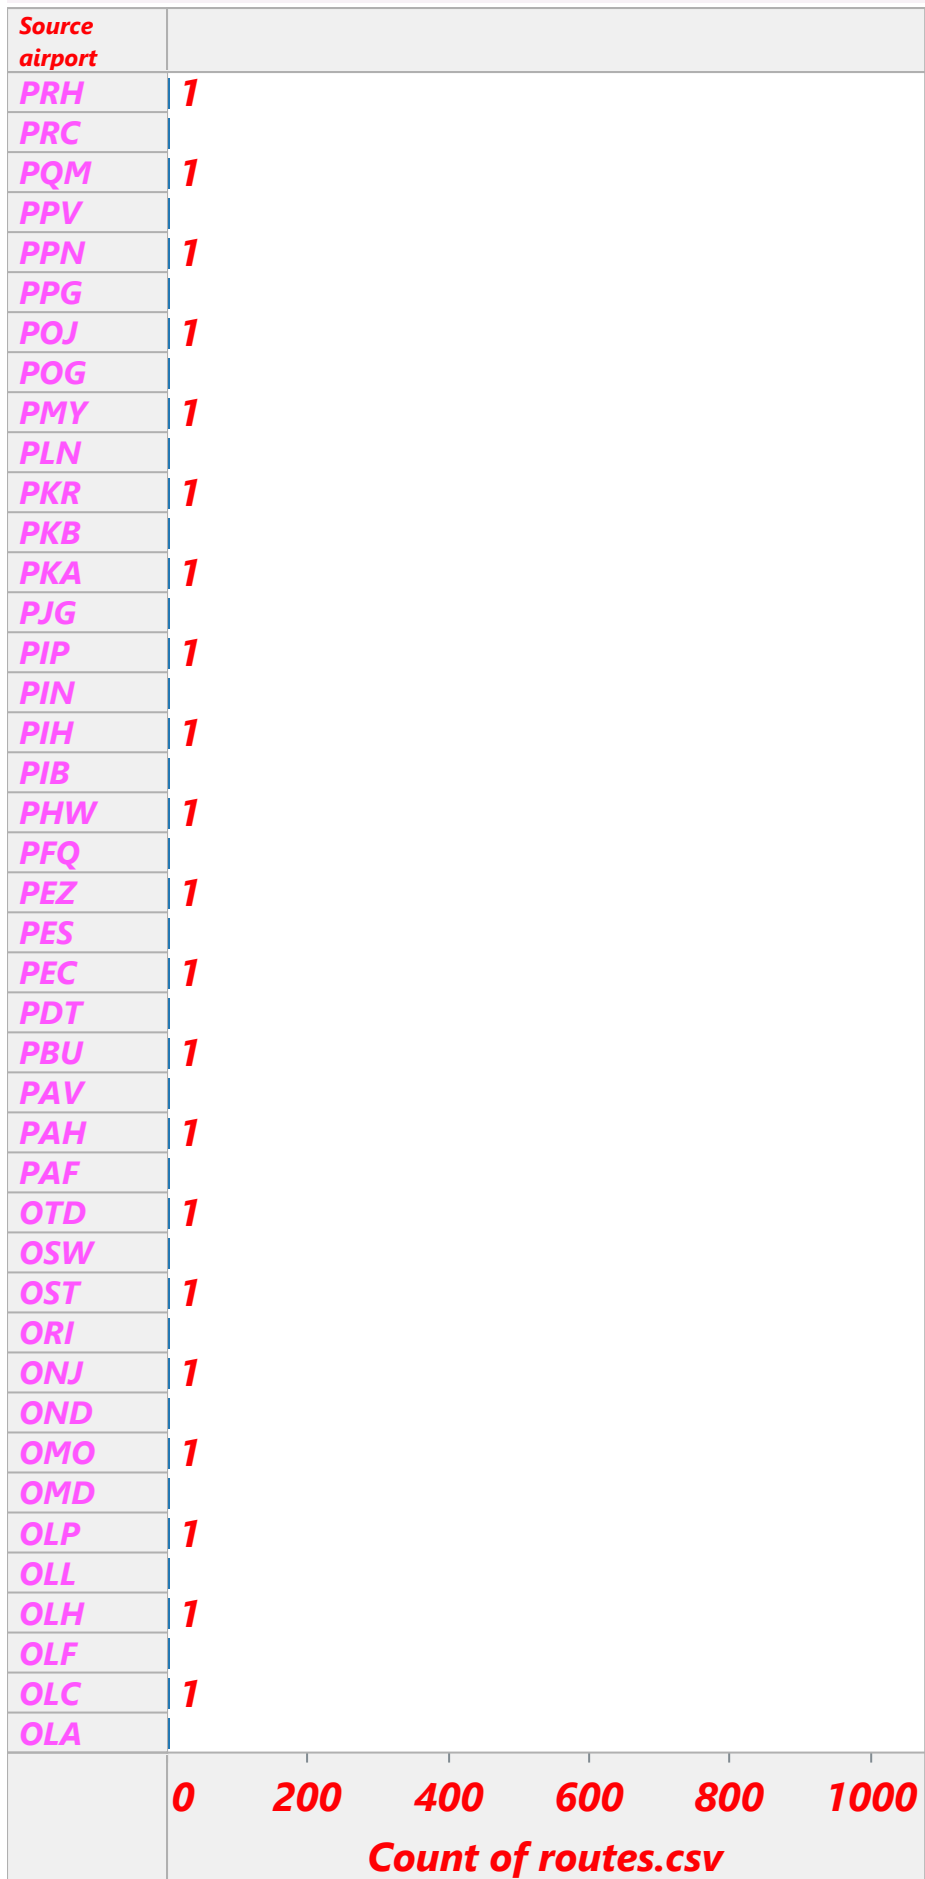 Source
airport
PRH 1
PRC
PQM 1
PPV
PPN 1
PPG
POJ 1
POG
PMY 1
PLN
PKR 1
PKB
PKA 1
PJG
PIP 1
PIN
PIH 1
PIB
PHW 1
PFQ
PEZ 1
PES
PEC 1
PDT
PBU 1
PAV
PAH 1
PAF
OTD 1
OSW
OST 1
ORI
ONJ 1
OND
OMO 1
OMD
OLP 1
OLL
OLH 1
OLF
OLC 1
OLA
0 200 400 600 800 1000
Count of routes.csv